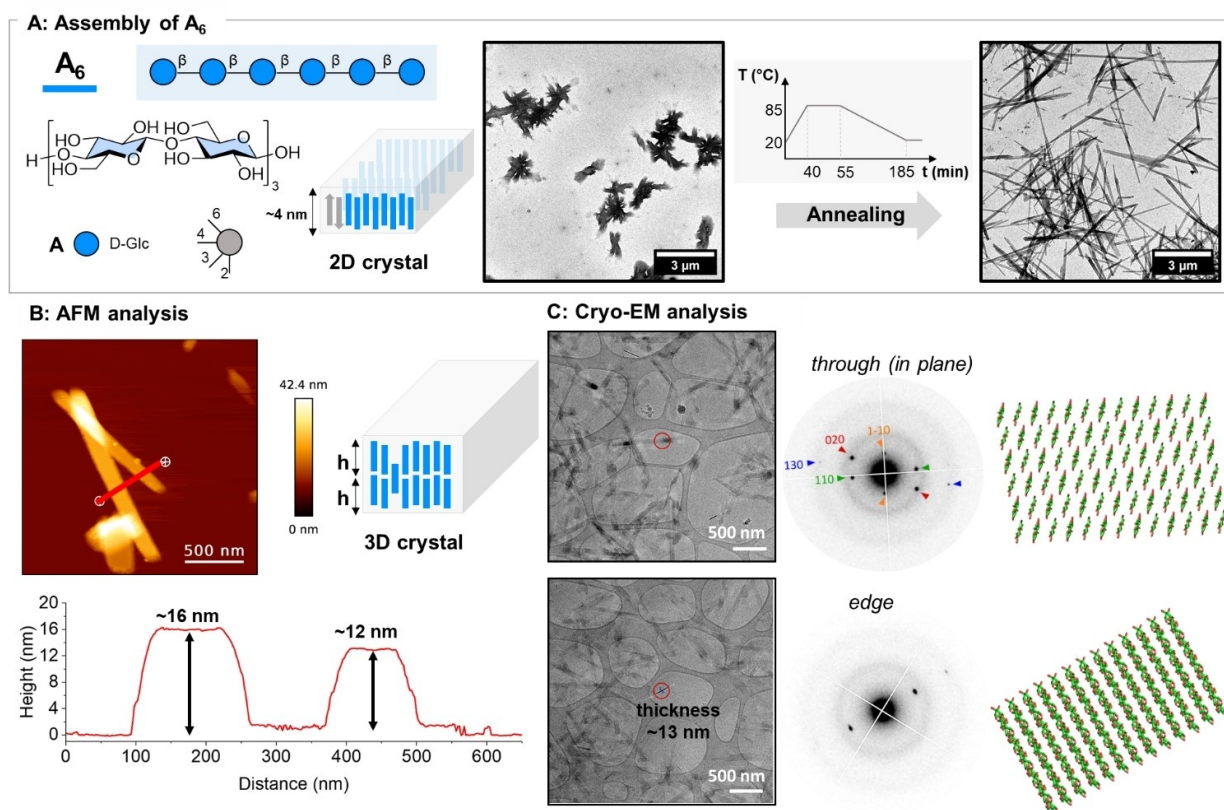 A: Assembly of A6
A6
β β β β β
HO OH HO OH
H O O O OH
HO HO
OH OH
3
A D-Glc
6
4
3
2
~4 nm
2D crystal
3 µm
T (°C)
85
20
40 55 185 t (min)
Annealing
3 µm
B: AFM analysis
500 nm
42.4 nm
0 nm
h
h
3D crystal
Height (nm)
20
16
12
8
4
0
~16 nm
~12 nm
0 100 200 300 400 500 600
Distance (nm)
C: Cryo-EM analysis
500 nm
through (in plane)
1-10
020
130
110
thickness
~13 nm
500 nm
edge